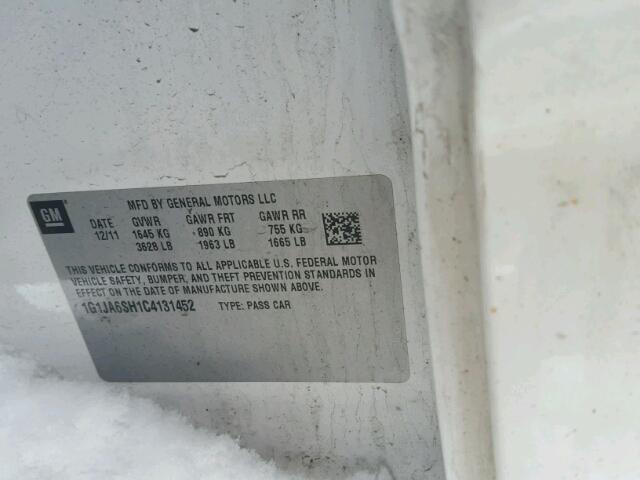 GM
MFD BY GENERAL MOTORS LLC
DATE GVWR GAWR FRT GAWR RR
12/11 1645 KG 890 KG 755 KG
3628 LB 1963 LB 1665 LB
THIS VEHICLE CONFORMS TO ALL APPLICABLE U.S. FEDERAL MOTOR
VEHICLE SAFETY, BUMPER, AND THEFT PREVENTION STANDARDS
IN EFFECT ON THE DATE OF MANUFACTURE SHOWN ABOVE.
1G1JA6SH1C4131452 TYPE: PASS CAR